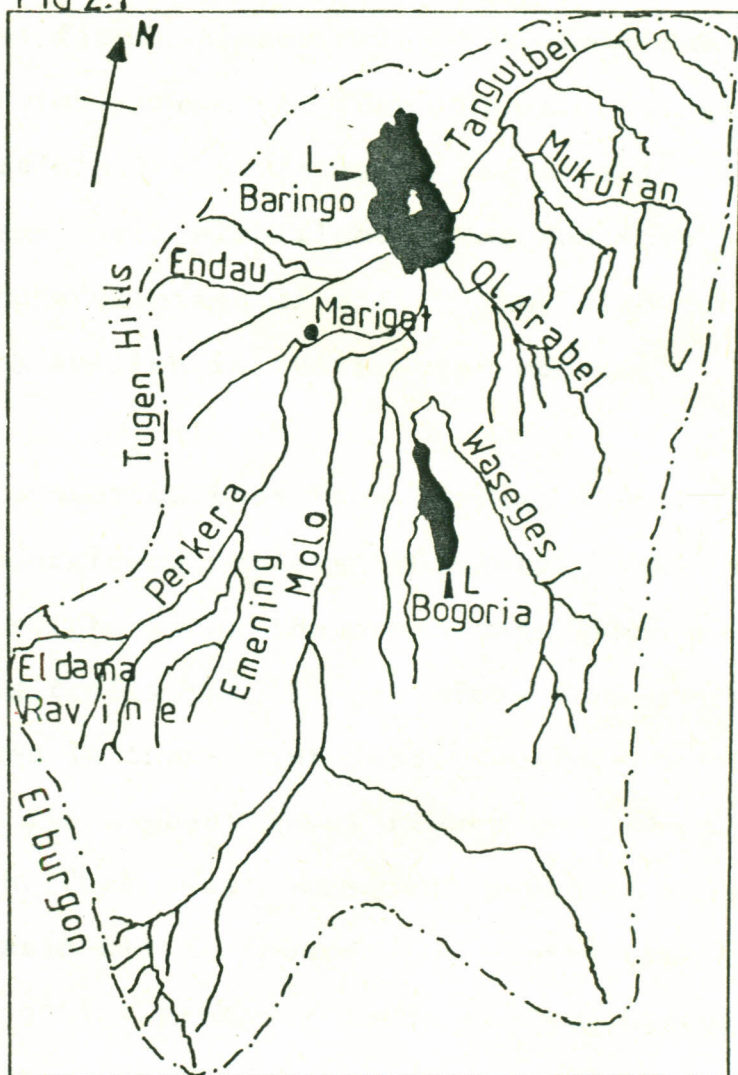 FIG 2.1
N
Tangulbei
L
Baringo
Mukutan
Endau
Ol Arabel
Marigat
Tugen Hills
Waseges
Perkera
Molo
Emening
L
Bogoria
Eldama
Ravine
Elburgon